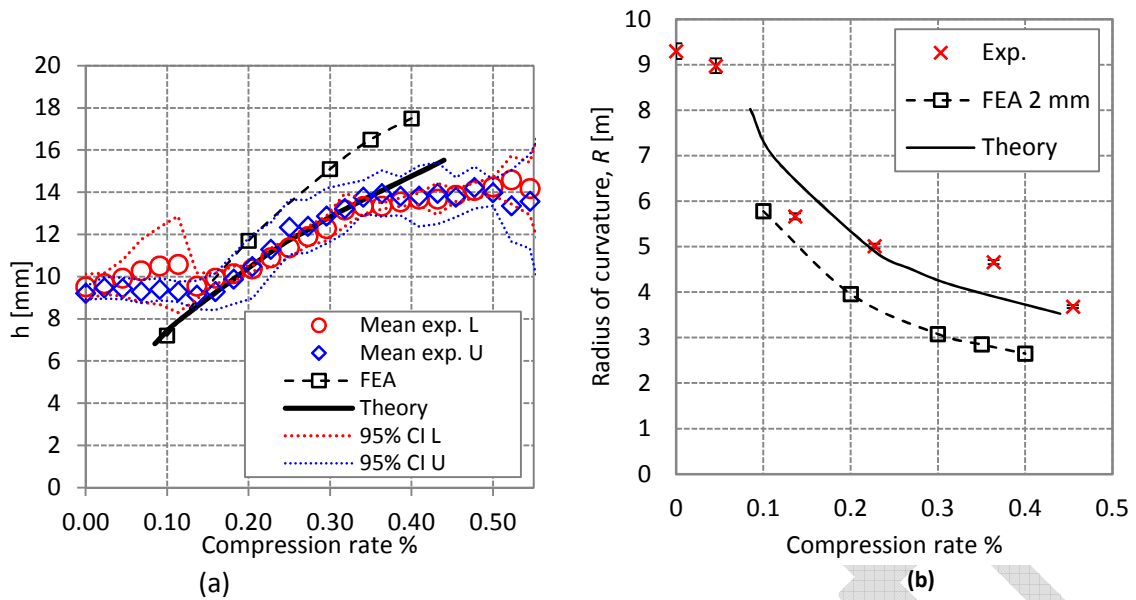 20
18
16
14
12
10
8
6
4
2
0
h [mm]
0.00 0.10 0.20 0.30 0.40 0.50
Compression rate %
Mean exp. L
Mean exp. U
FEA
Theory
95% CI L
95% CI U
(a)
10
9
8
7
6
5
4
3
2
1
0
Radius of curvature, R [m]
0 0.1 0.2 0.3 0.4 0.5
Compression rate %
Exp.
FEA 2 mm
Theory
(b)